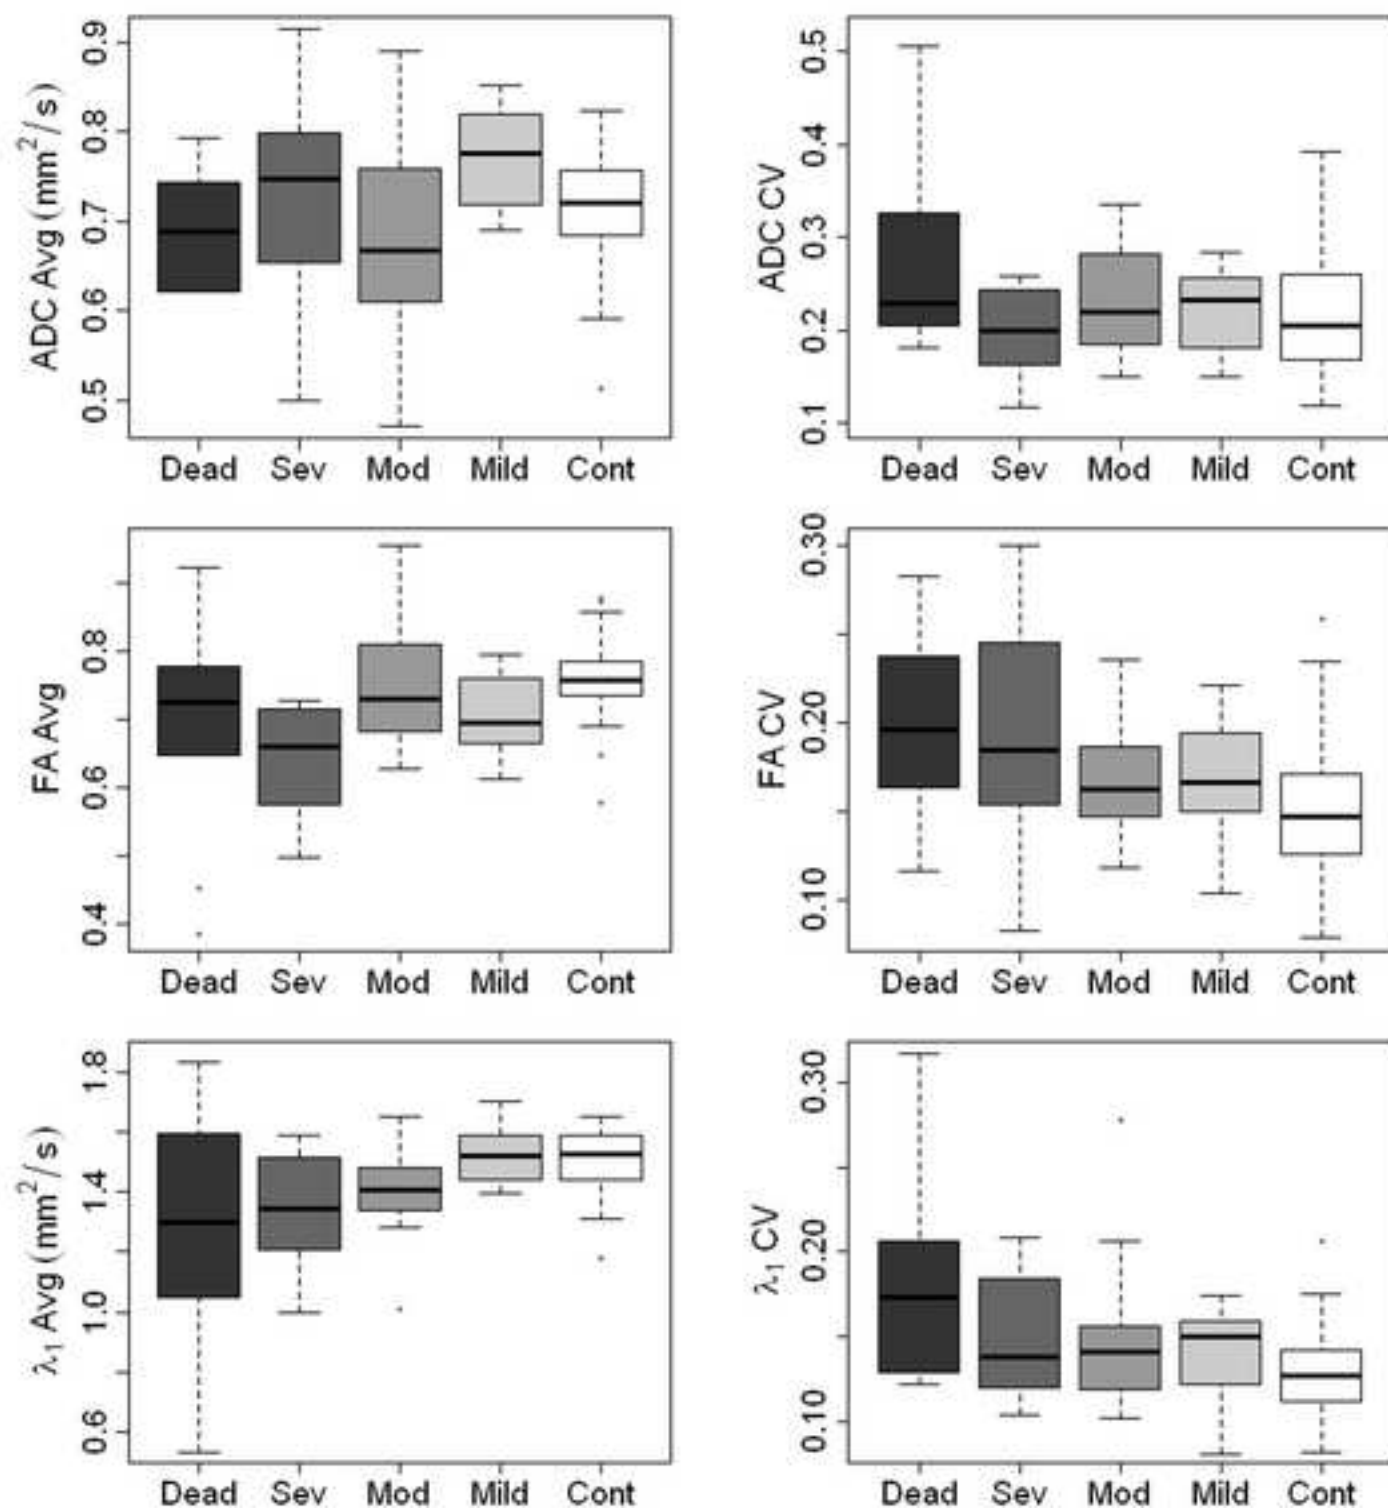 ADC Avg (mm²/s)
0.9
0.8
0.7
0.6
0.5
Dead Sev Mod Mild Cont
ADC CV
0.5
0.4
0.3
0.2
0.1
Dead Sev Mod Mild Cont
FA Avg
0.8
0.6
0.4
Dead Sev Mod Mild Cont
FA CV
0.30
0.20
0.10
Dead Sev Mod Mild Cont
λ₁ Avg (mm²/s)
1.8
1.4
1.0
0.6
Dead Sev Mod Mild Cont
λ₁ CV
0.30
0.20
0.10
Dead Sev Mod Mild Cont